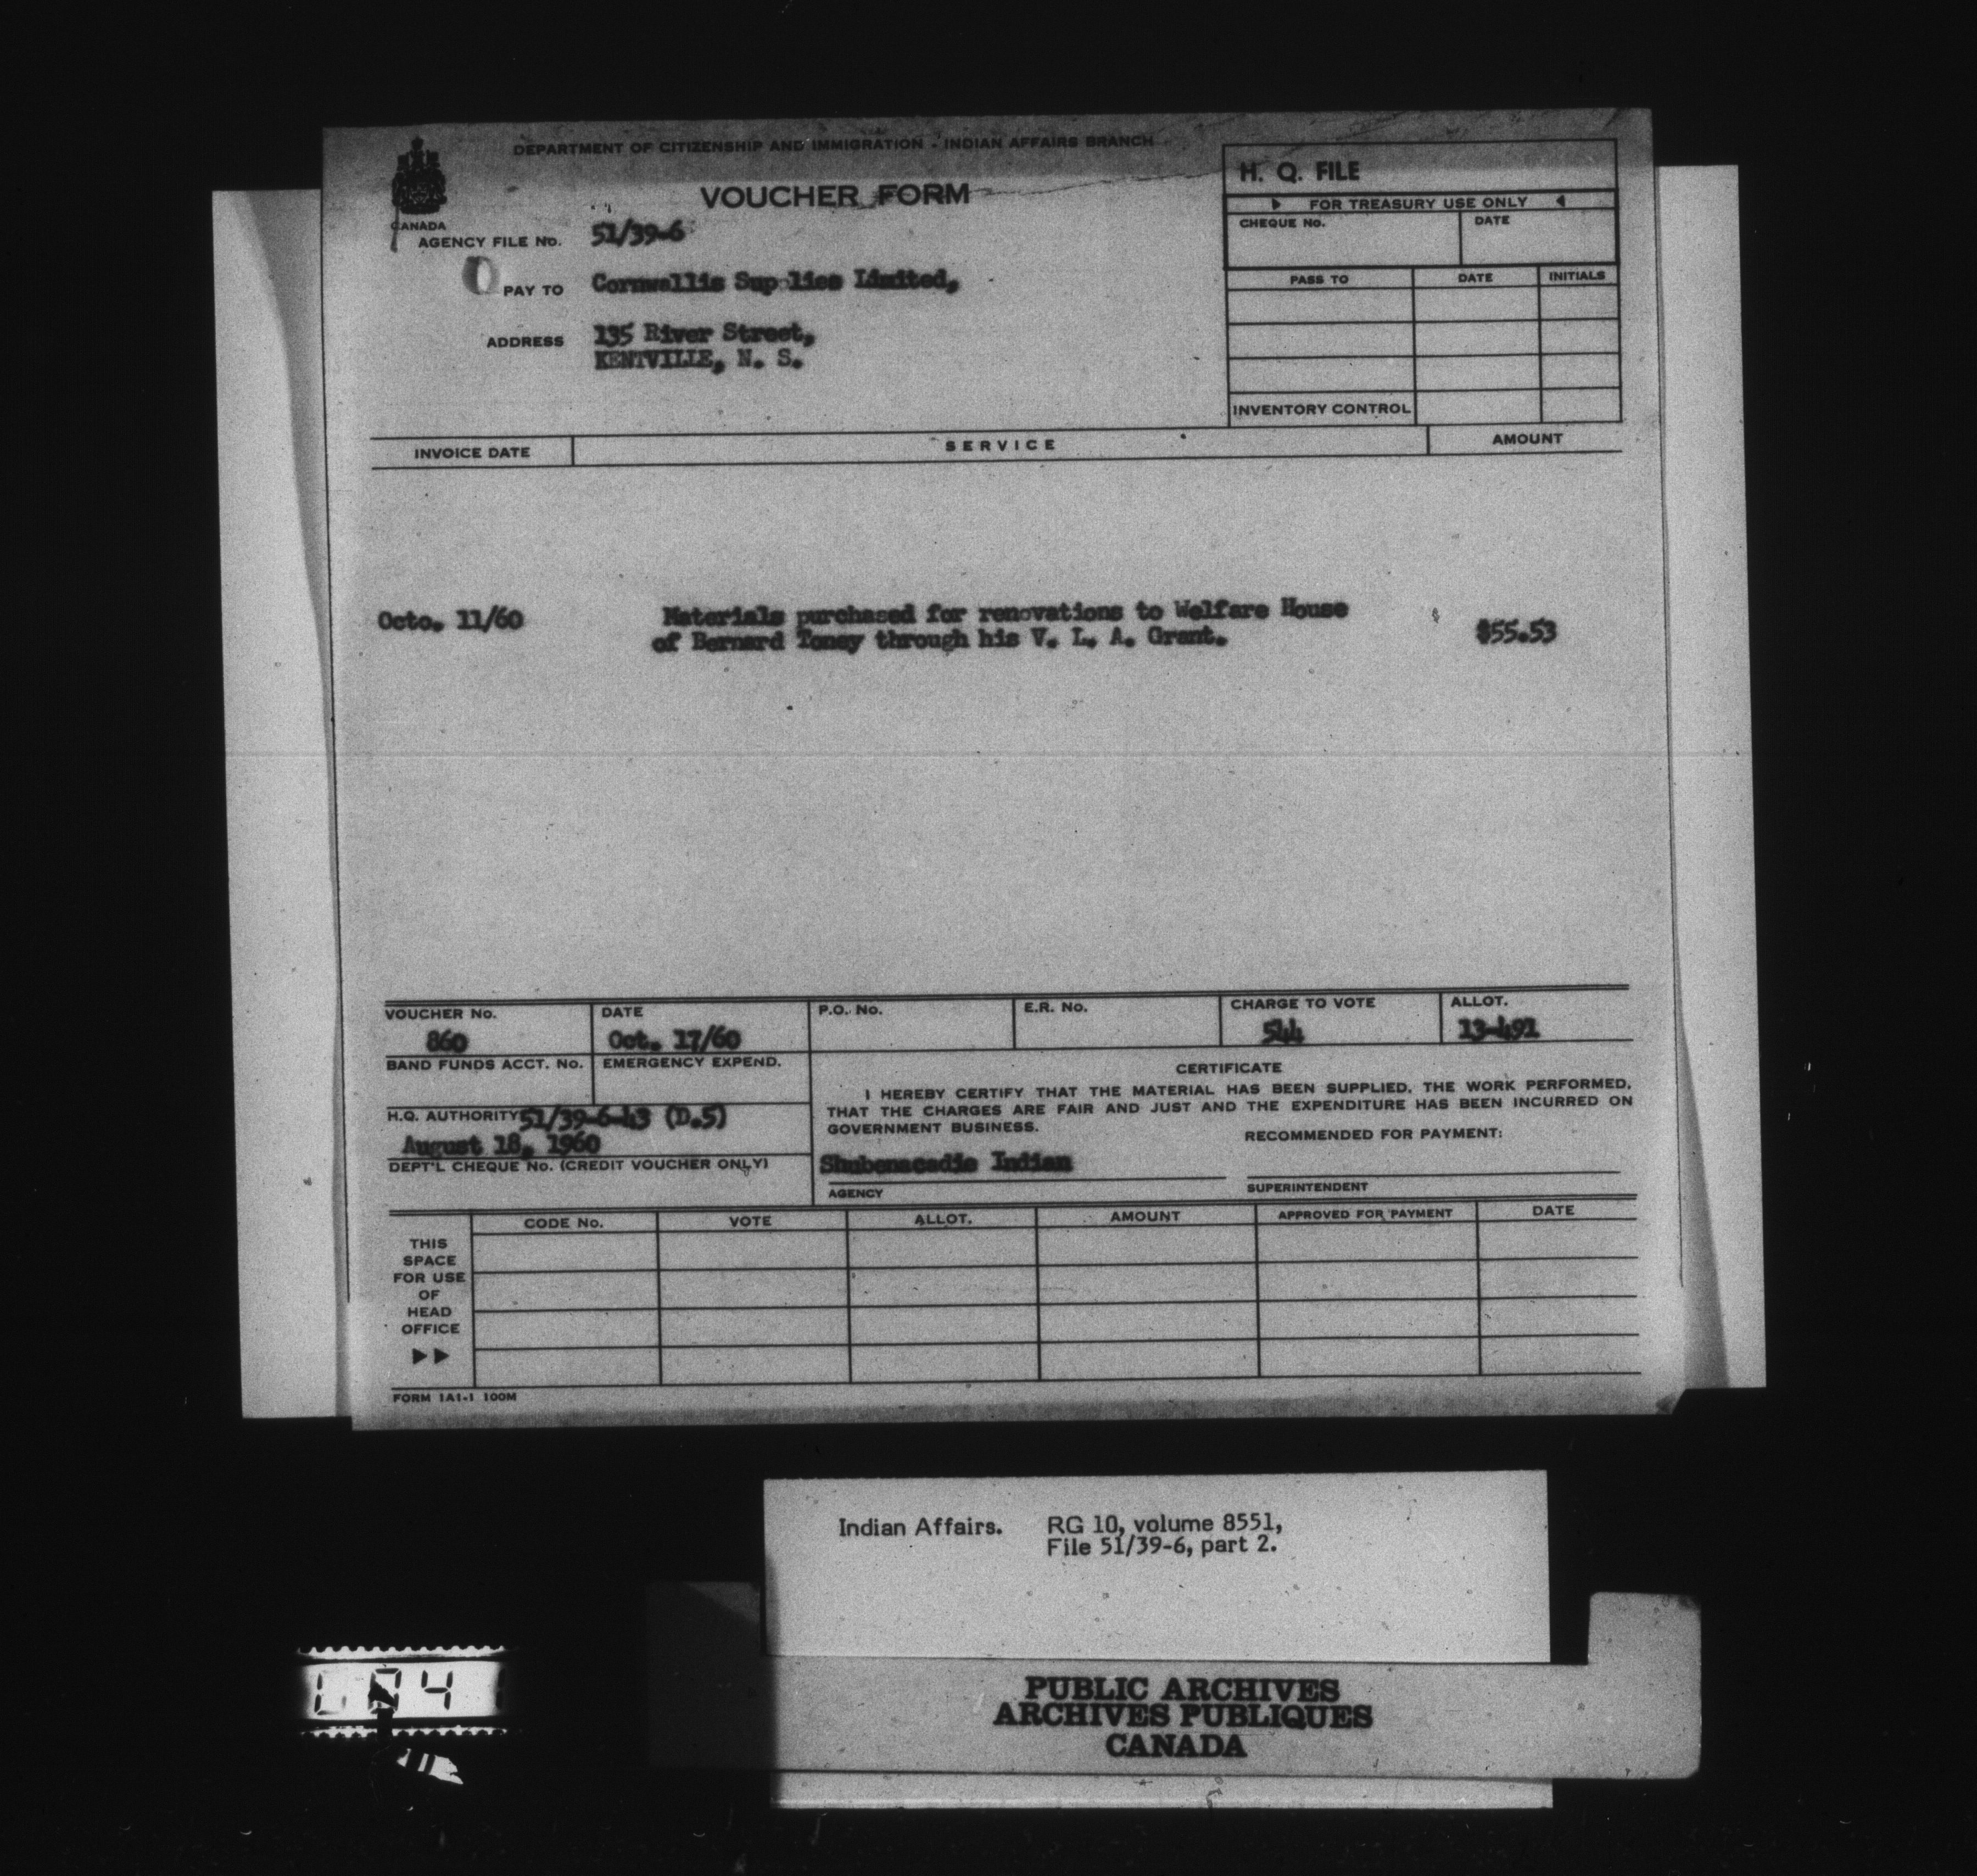 DEPARTMENT OF CITIZENSHIP AND IMMIGRATION - INDIAN AFFAIRS BRANCH
VOUCHER FORM
CANADA
AGENCY FILE No. 51/39-6
PAY TO Cornwallis Supplies Limited,
ADDRESS 135 River Street,
KENTVILLE, N. S.
H. Q. FILE
FOR TREASURY USE ONLY
CHEQUE No. DATE
PASS TO DATE INITIALS
INVENTORY CONTROL
INVOICE DATE SERVICE AMOUNT
Octo. 11/60 Materials purchased for renovations to Welfare House
of Bernard Toney through his V. L. A. Grant. $55.53
VOUCHER No. DATE P.O. No. E.R. No. CHARGE TO VOTE ALLOT.
860 Oct. 17/60 544 13-491
BAND FUNDS ACCT. No. EMERGENCY EXPEND.
CERTIFICATE
I HEREBY CERTIFY THAT THE MATERIAL HAS BEEN SUPPLIED, THE WORK PERFORMED,
THAT THE CHARGES ARE FAIR AND JUST AND THE EXPENDITURE HAS BEEN INCURRED ON
GOVERNMENT BUSINESS.
H.Q. AUTHORITY 51/39-6-43 (D.5)
August 18, 1960
RECOMMENDED FOR PAYMENT:
DEPT'L CHEQUE No. (CREDIT VOUCHER ONLY)
Shubenacadie Indian
AGENCY SUPERINTENDENT
CODE No. VOTE ALLOT. AMOUNT APPROVED FOR PAYMENT DATE
THIS
SPACE
FOR USE
OF
HEAD
OFFICE
FORM 1A1-1 100M
Indian Affairs. RG 10, volume 8551,
File 51/39-6, part 2.
PUBLIC ARCHIVES
ARCHIVES PUBLIQUES
CANADA